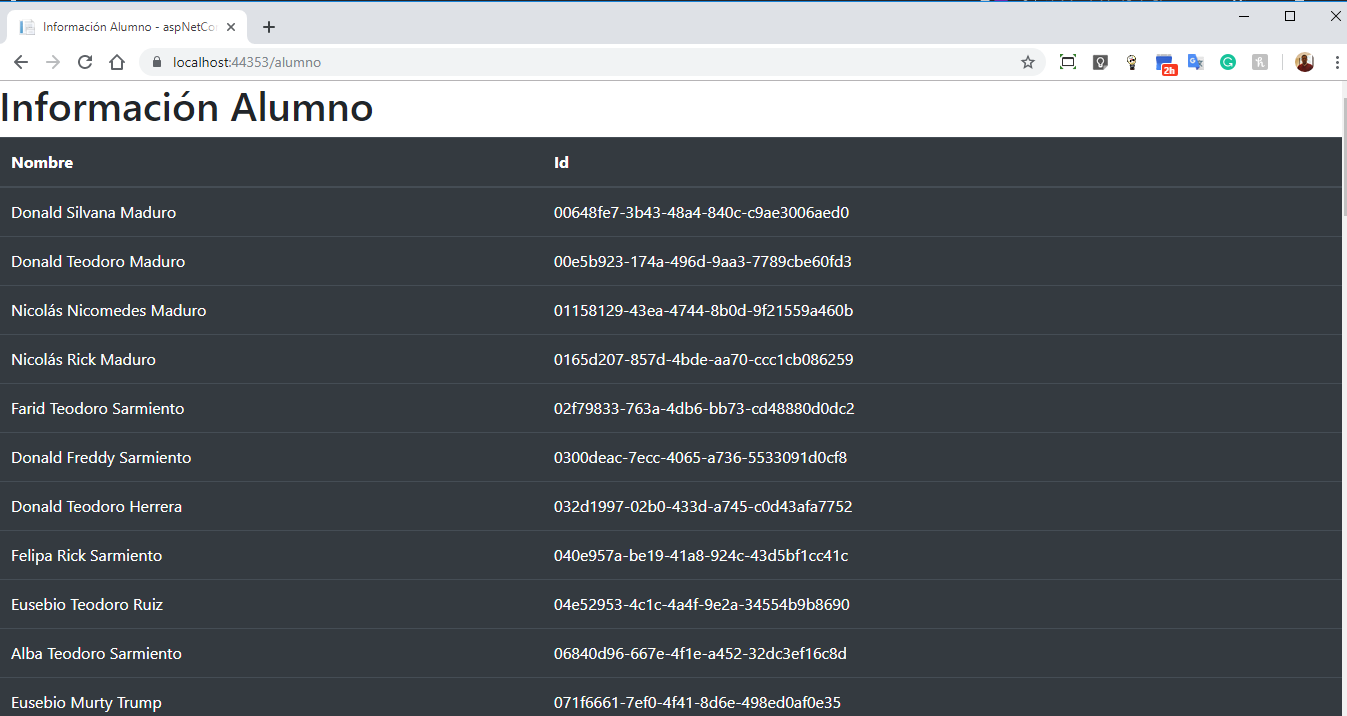 Información Alumno - aspNetCo
localhost:44353/alumno
2h
Información Alumno
Nombre Id
Donald Silvana Maduro 00648fe7-3b43-48a4-840c-c9ae3006aed0
Donald Teodoro Maduro 00e5b923-174a-496d-9aa3-7789cbe60fd3
Nicolás Nicomedes Maduro 01158129-43ea-4744-8b0d-9f21559a460b
Nicolás Rick Maduro 0165d207-857d-4bde-aa70-ccc1cb086259
Farid Teodoro Sarmiento 02f79833-763a-4db6-bb73-cd48880d0dc2
Donald Freddy Sarmiento 0300deac-7ecc-4065-a736-5533091d0cf8
Donald Teodoro Herrera 032d1997-02b0-433d-a745-c0d43afa7752
Felipa Rick Sarmiento 040e957a-be19-41a8-924c-43d5bf1cc41c
Eusebio Teodoro Ruiz 04e52953-4c1c-4a4f-9e2a-34554b9b8690
Alba Teodoro Sarmiento 06840d96-667e-4f1e-a452-32dc3ef16c8d
Eusebio Murty Trump 071f6661-7ef0-4f41-8d6e-498ed0af0e35